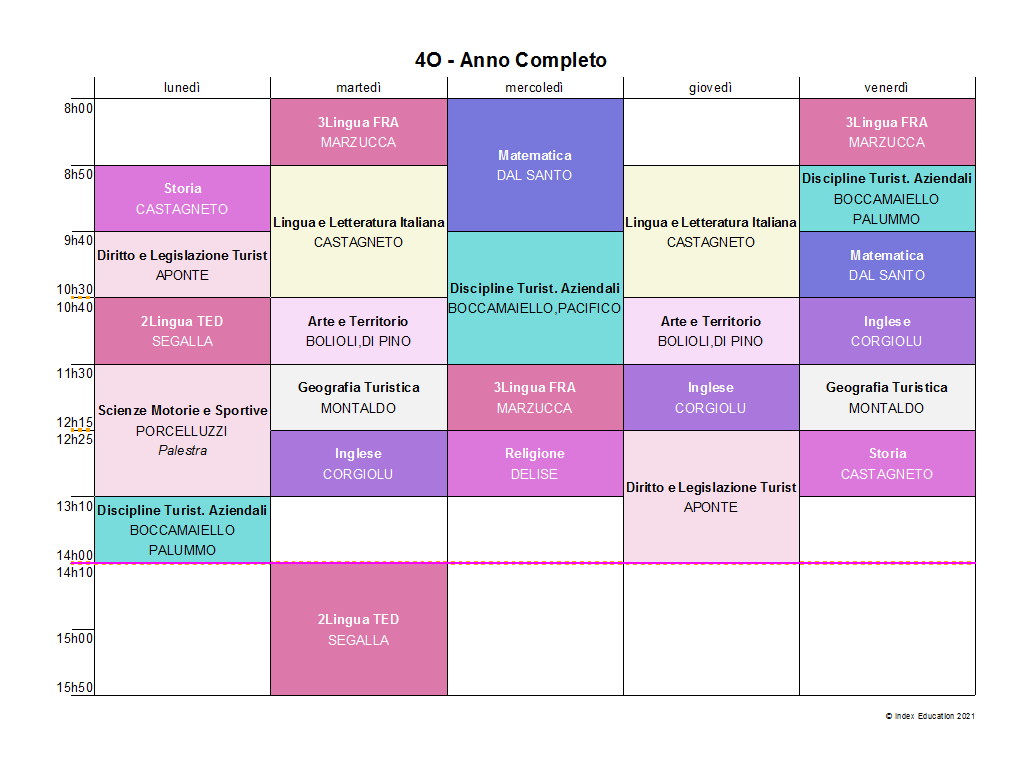 4O - Anno Completo
lunedì martedì mercoledì giovedì venerdì
8h00
3Lingua FRA
MARZUCCA
Matematica
DAL SANTO
3Lingua FRA
MARZUCCA
8h50
Storia
CASTAGNETO
Lingua e Letteratura Italiana
CASTAGNETO
Lingua e Letteratura Italiana
CASTAGNETO
Discipline Turist. Aziendali
BOCCAMAIELLO
PALUMMO
9h40
Diritto e Legislazione Turist
APONTE
Discipline Turist. Aziendali
BOCCAMAIELLO,PACIFICO
Matematica
DAL SANTO
10h30
10h40
2Lingua TED
SEGALLA
Arte e Territorio
BOLIOLI,DI PINO
Arte e Territorio
BOLIOLI,DI PINO
Inglese
CORGIOLU
11h30
Scienze Motorie e Sportive
PORCELLUZZI
Palestra
Geografia Turistica
MONTALDO
3Lingua FRA
MARZUCCA
Inglese
CORGIOLU
Geografia Turistica
MONTALDO
12h15
12h25
Inglese
CORGIOLU
Religione
DELISE
Diritto e Legislazione Turist
APONTE
Storia
CASTAGNETO
13h10
Discipline Turist. Aziendali
BOCCAMAIELLO
PALUMMO
14h00
14h10
2Lingua TED
SEGALLA
15h00
15h50
© Index Education 2021